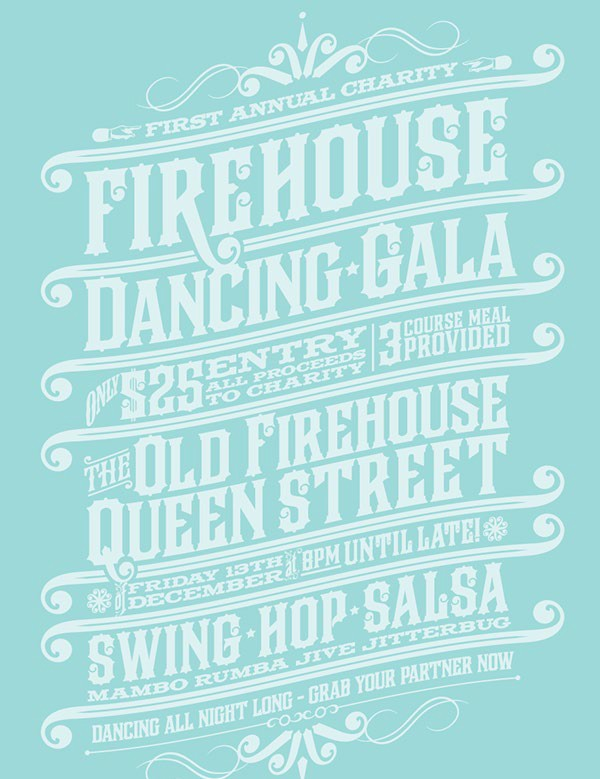 FIRST ANNUAL CHARITY
FIREHOUSE
DANCING GALA
ONLY $25 ENTRY
ALL PROCEEDS
TO CHARITY
3 COURSE MEAL
PROVIDED
THE OLD FIREHOUSE
QUEEN STREET
of FRIDAY 13TH
DECEMBER at 8PM UNTIL LATE!
SWING HOP SALSA
MAMBO RUMBA JIVE JITTERBUG
DANCING ALL NIGHT LONG - GRAB YOUR PARTNER NOW